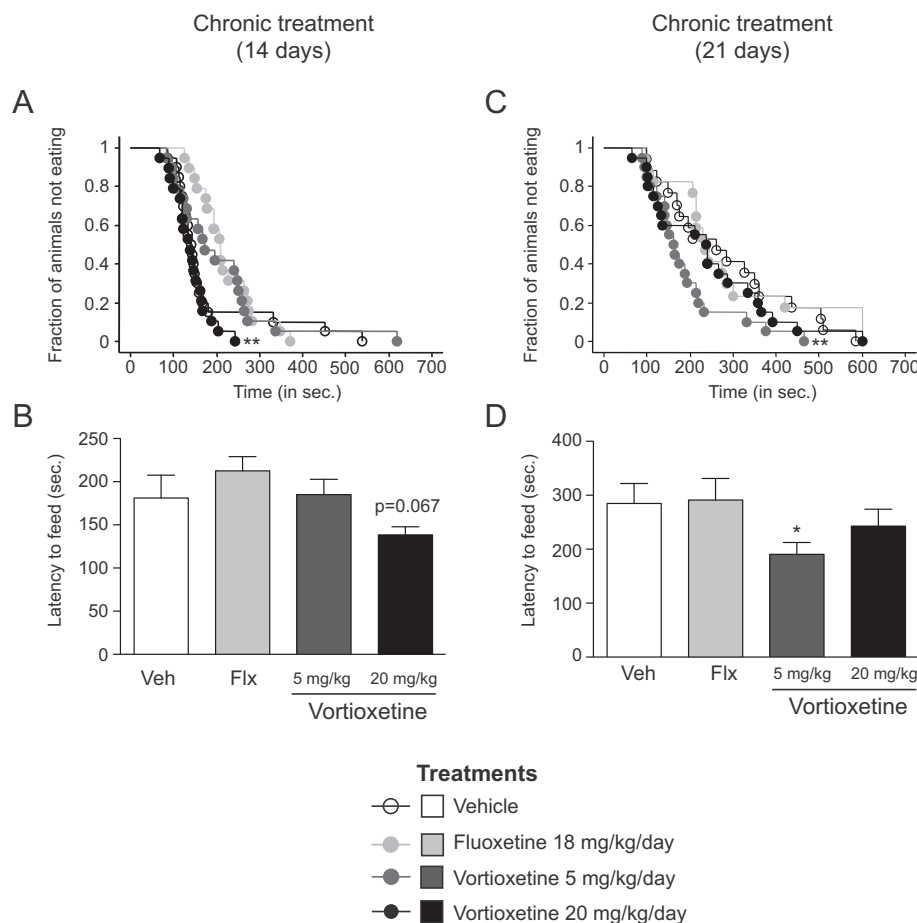 Chronic treatment
(14 days)
Chronic treatment
(21 days)
A
Fraction of animals not eating
1
0.8
0.6
0.4
0.2
0
**
0 100 200 300 400 500 600 700
Time (in sec.)
C
Fraction of animals not eating
1
0.8
0.6
0.4
0.2
0
**
0 100 200 300 400 500 600 700
Time (in sec.)
B
Latency to feed (sec.)
250
200
150
100
50
0
p=0.067
Veh Flx 5 mg/kg 20 mg/kg
Vortioxetine
D
Latency to feed (sec.)
400
300
200
100
0
*
Veh Flx 5 mg/kg 20 mg/kg
Vortioxetine
Treatments
Vehicle
Fluoxetine 18 mg/kg/day
Vortioxetine 5 mg/kg/day
Vortioxetine 20 mg/kg/day